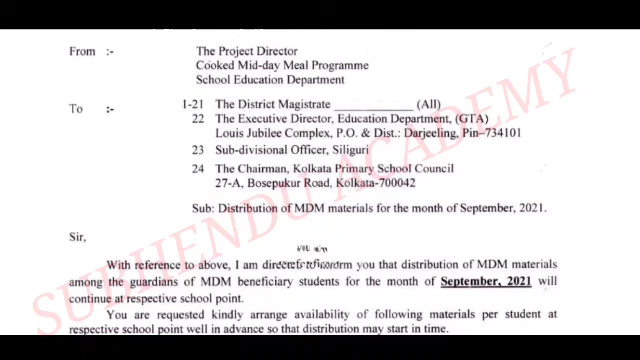 From :- The Project Director
Cooked Mid-day Meal Programme
School Education Department
To :- 1-21 The District Magistrate ____________ (All)
22 The Executive Director, Education Department, (GTA)
Louis Jubilee Complex, P.O. & Dist.: Darjeeling, Pin–734101
23 Sub-divisional Officer, Siliguri
24 The Chairman, Kolkata Primary School Council
27-A, Bosepukur Road, Kolkata-700042
Sub: Distribution of MDM materials for the month of September, 2021.
Sir,
With reference to above, I am you that distribution of MDM materials
among the guardians of MDM beneficiary students for the month of September, 2021 will
continue at respective school point.
You are requested kindly arrange availability of following materials per student at
respective school point well in advance so that distribution may start in time.
SUBHENDU ACADEMY